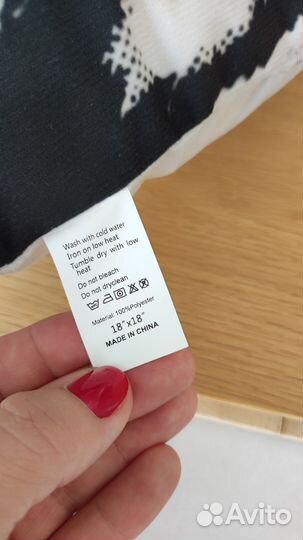 Wash with cold water
Iron on low heat
Tumble dry with low
heat
Do not bleach
Do not dryclean
Material: 100%Polyester
18"x18"
MADE IN CHINA
Avito